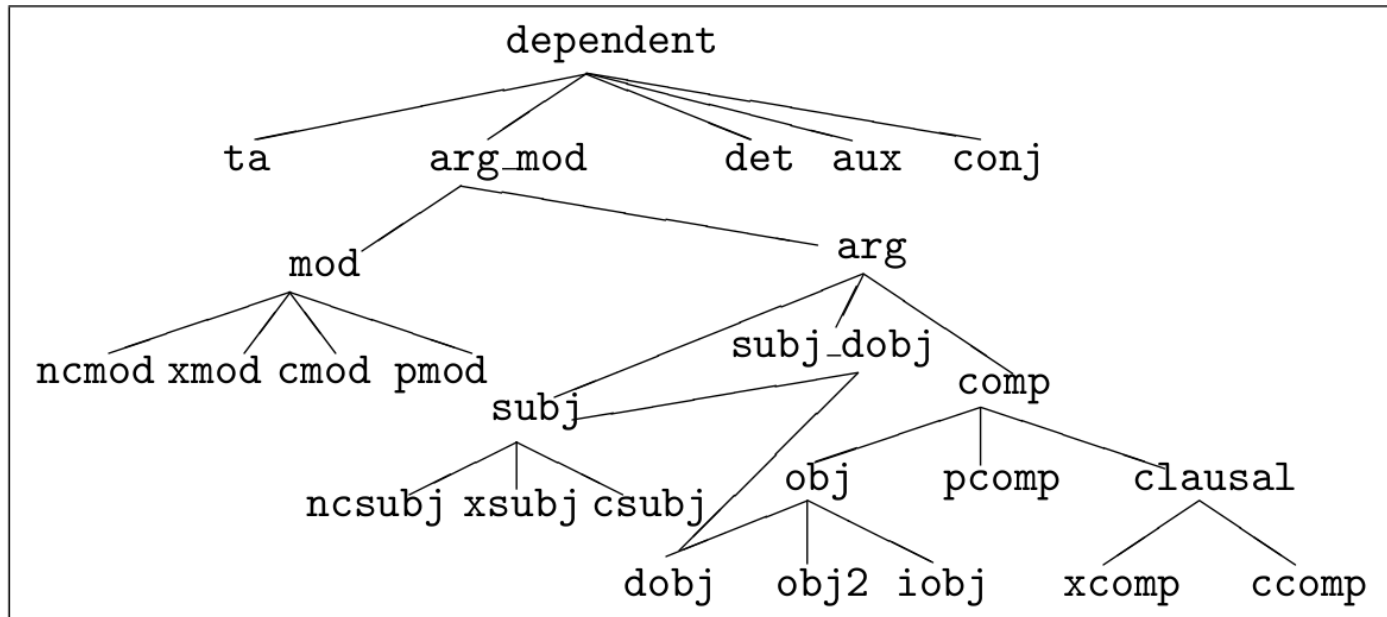 dependent
ta arg_mod det aux conj
mod arg
ncmod xmod cmod pmod subj_dobj
subj comp
ncsubj xsubj csubj obj pcomp clausal
dobj obj2 iobj xcomp ccomp